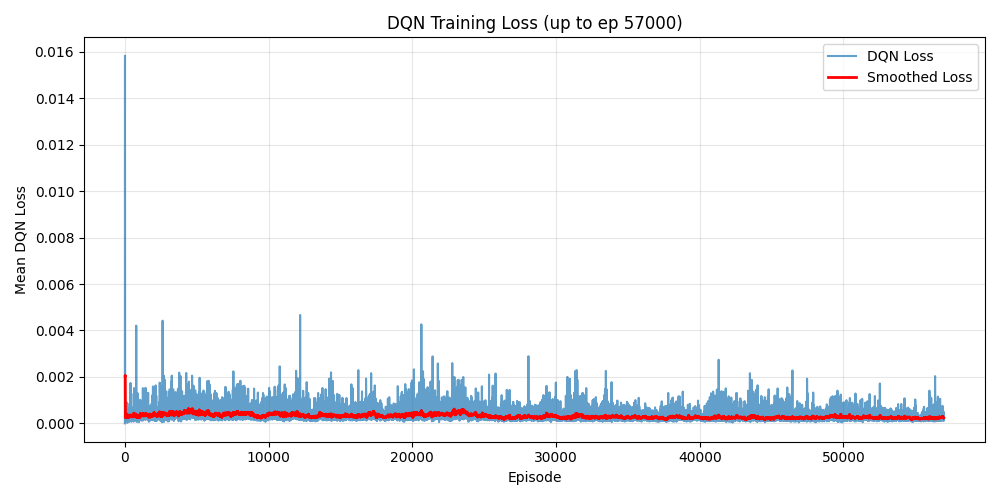 DQN Training Loss (up to ep 57000)
DQN Loss
Smoothed Loss
Mean DQN Loss
0.016
0.014
0.012
0.010
0.008
0.006
0.004
0.002
0.000
0 10000 20000 30000 40000 50000
Episode